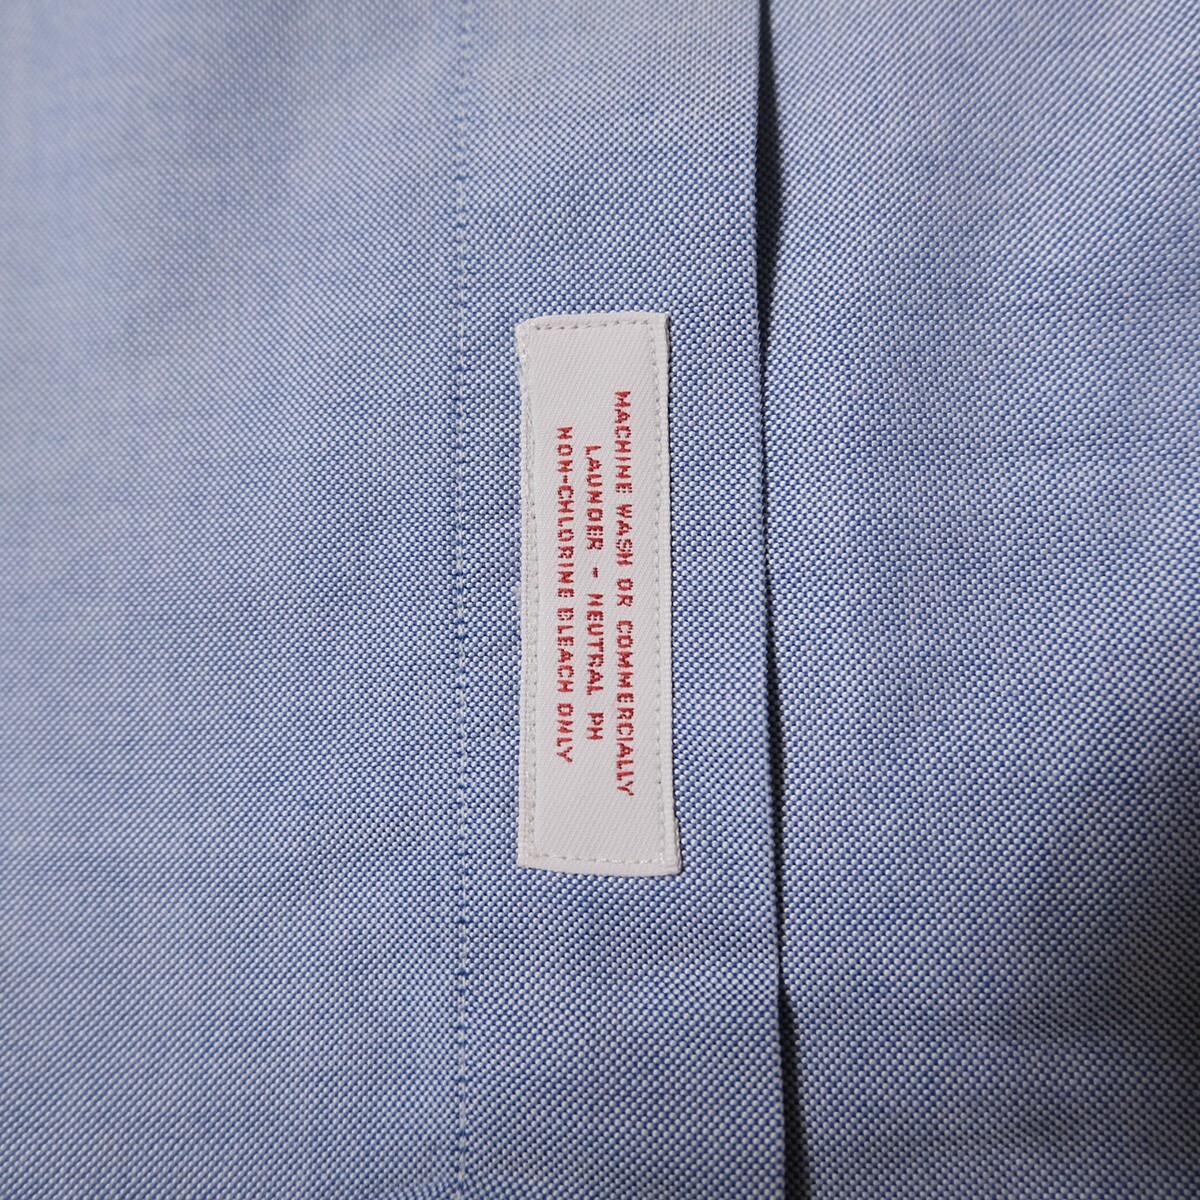 MACHINE WASH OR COMMERCIALLY
LAUNDER - NEUTRAL PH
NON-CHLORINE BLEACH ONLY